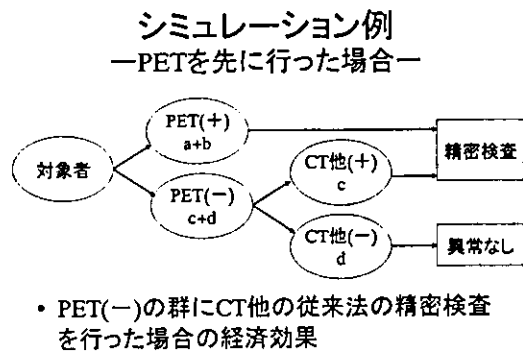 シミュレーション例
ーPETを先に行った場合ー
対象者
PET(+)
a+b
PET(−)
c+d
CT他(+)
c
CT他(−)
d
精密検査
異常なし
• PET(−)の群にCT他の従来法の精密検査
を行った場合の経済効果